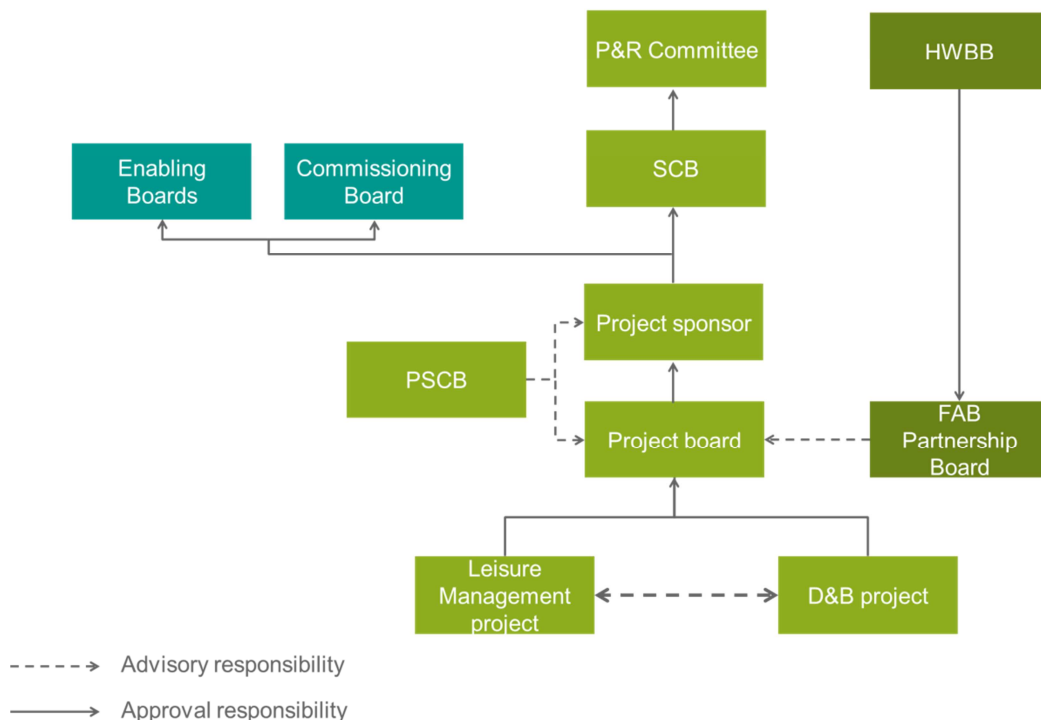 P&R Committee
HWBB
Enabling
Boards
Commissioning
Board
SCB
Project sponsor
PSCB
Project board
FAB
Partnership
Board
Leisure
Management
project
D&B project
Advisory responsibility
Approval responsibility